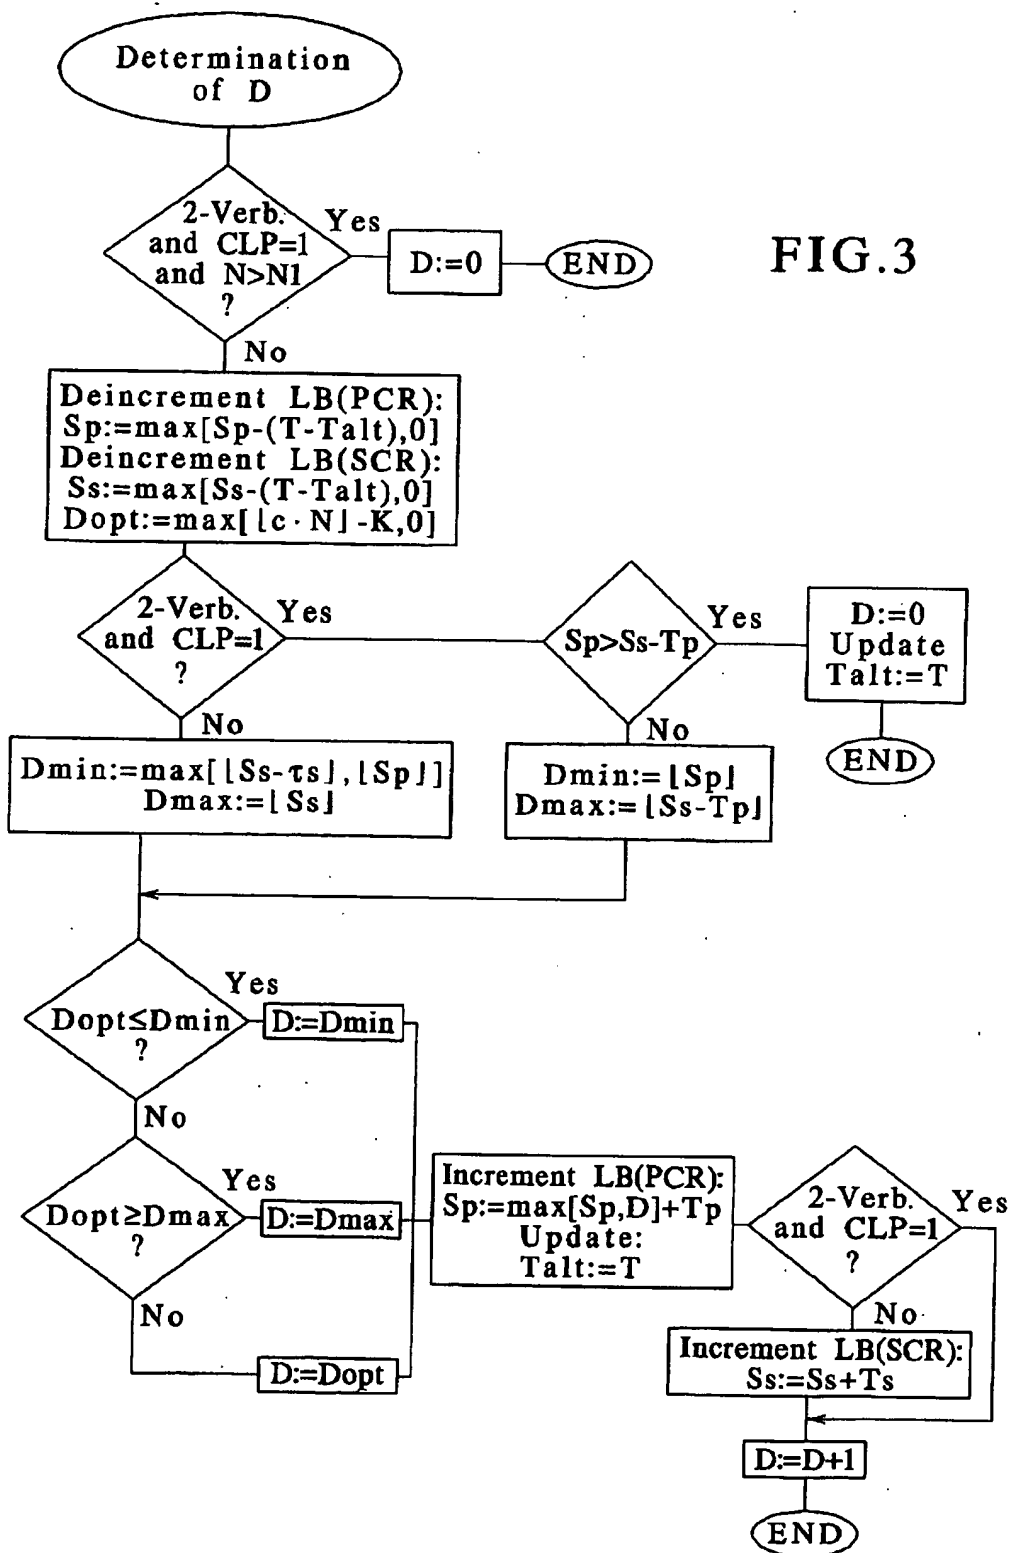 Determination
of D
2-Verb.
and CLP=1
and N>N1
?
Yes
D:=0
END
FIG.3
No
Deincrement LB(PCR):
Sp:=max[Sp-(T-Talt),0]
Deincrement LB(SCR):
Ss:=max[Ss-(T-Talt),0]
Dopt:=max[⌊c·N⌋-K,0]
2-Verb.
and CLP=1
?
Yes
Sp>Ss-Tp
Yes
D:=0
Update
Talt:=T
END
No
No
Dmin:=max[⌊Ss-τs⌋,⌊Sp⌋]
Dmax:=⌊Ss⌋
Dmin:=⌊Sp⌋
Dmax:=⌊Ss-Tp⌋
Dopt≤Dmin
?
Yes
D:=Dmin
No
Dopt≥Dmax
?
Yes
D:=Dmax
No
D:=Dopt
Increment LB(PCR):
Sp:=max[Sp,D]+Tp
Update:
Talt:=T
2-Verb.
and CLP=1
?
Yes
No
Increment LB(SCR):
Ss:=Ss+Ts
D:=D+1
END